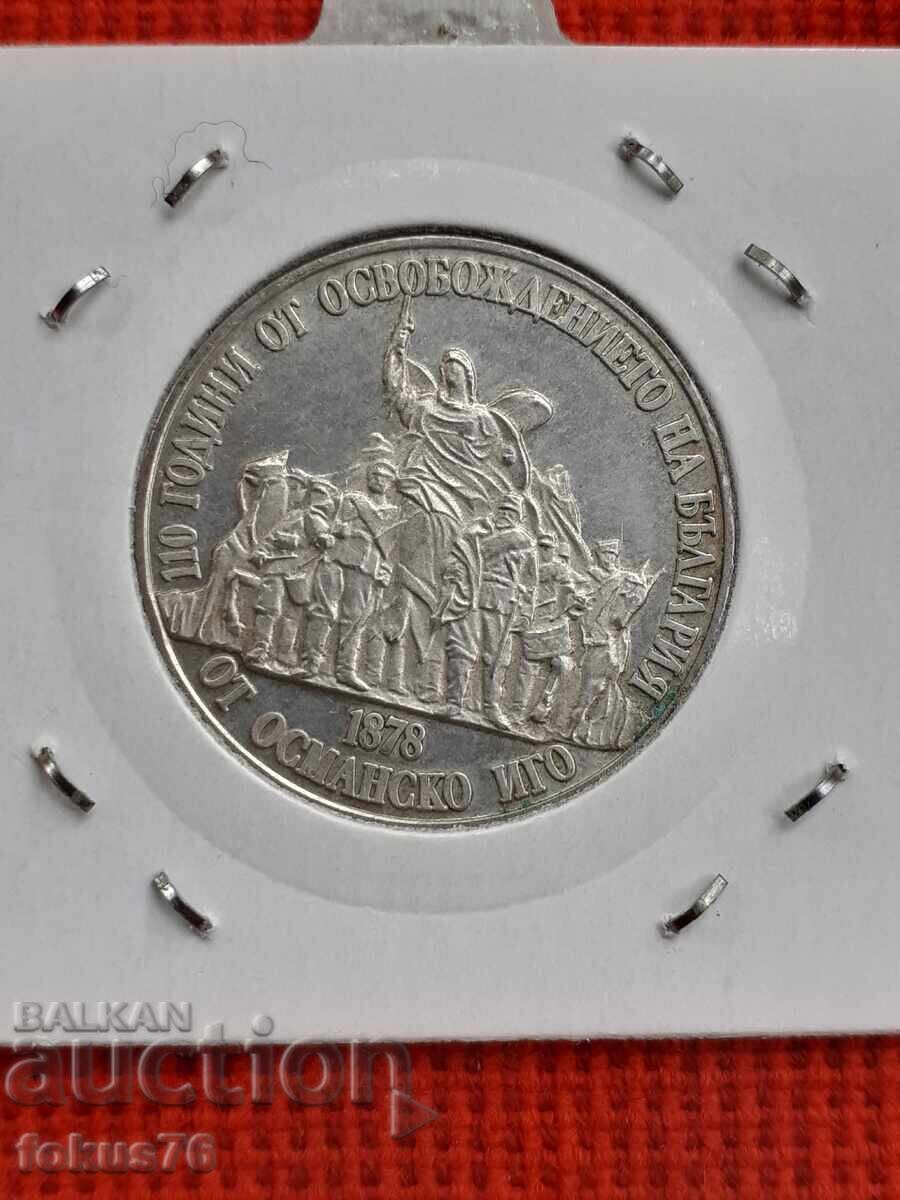 110 ГОДИНИ ОТ ОСВОБОЖДЕНИЕТО НА БЪЛГАРИЯ
1878
ОТ ОСМАНСКО ИГО
BALKAN
auction
fokus76